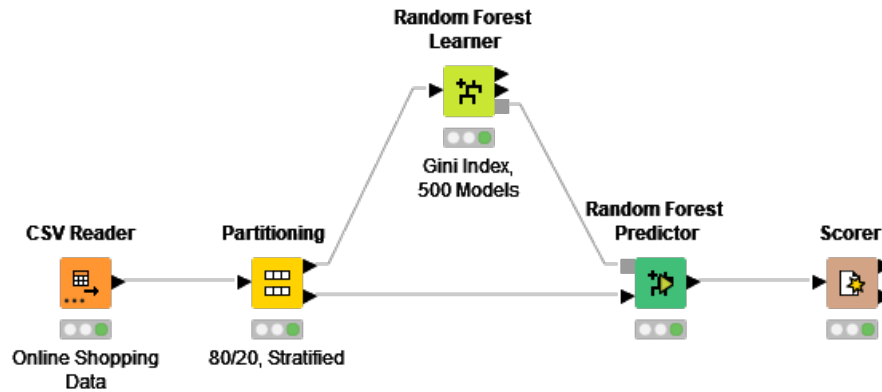 Random Forest
Learner
Gini Index,
500 Models
Random Forest
Predictor
CSV Reader
Partitioning
Scorer
Online Shopping
Data
80/20, Stratified